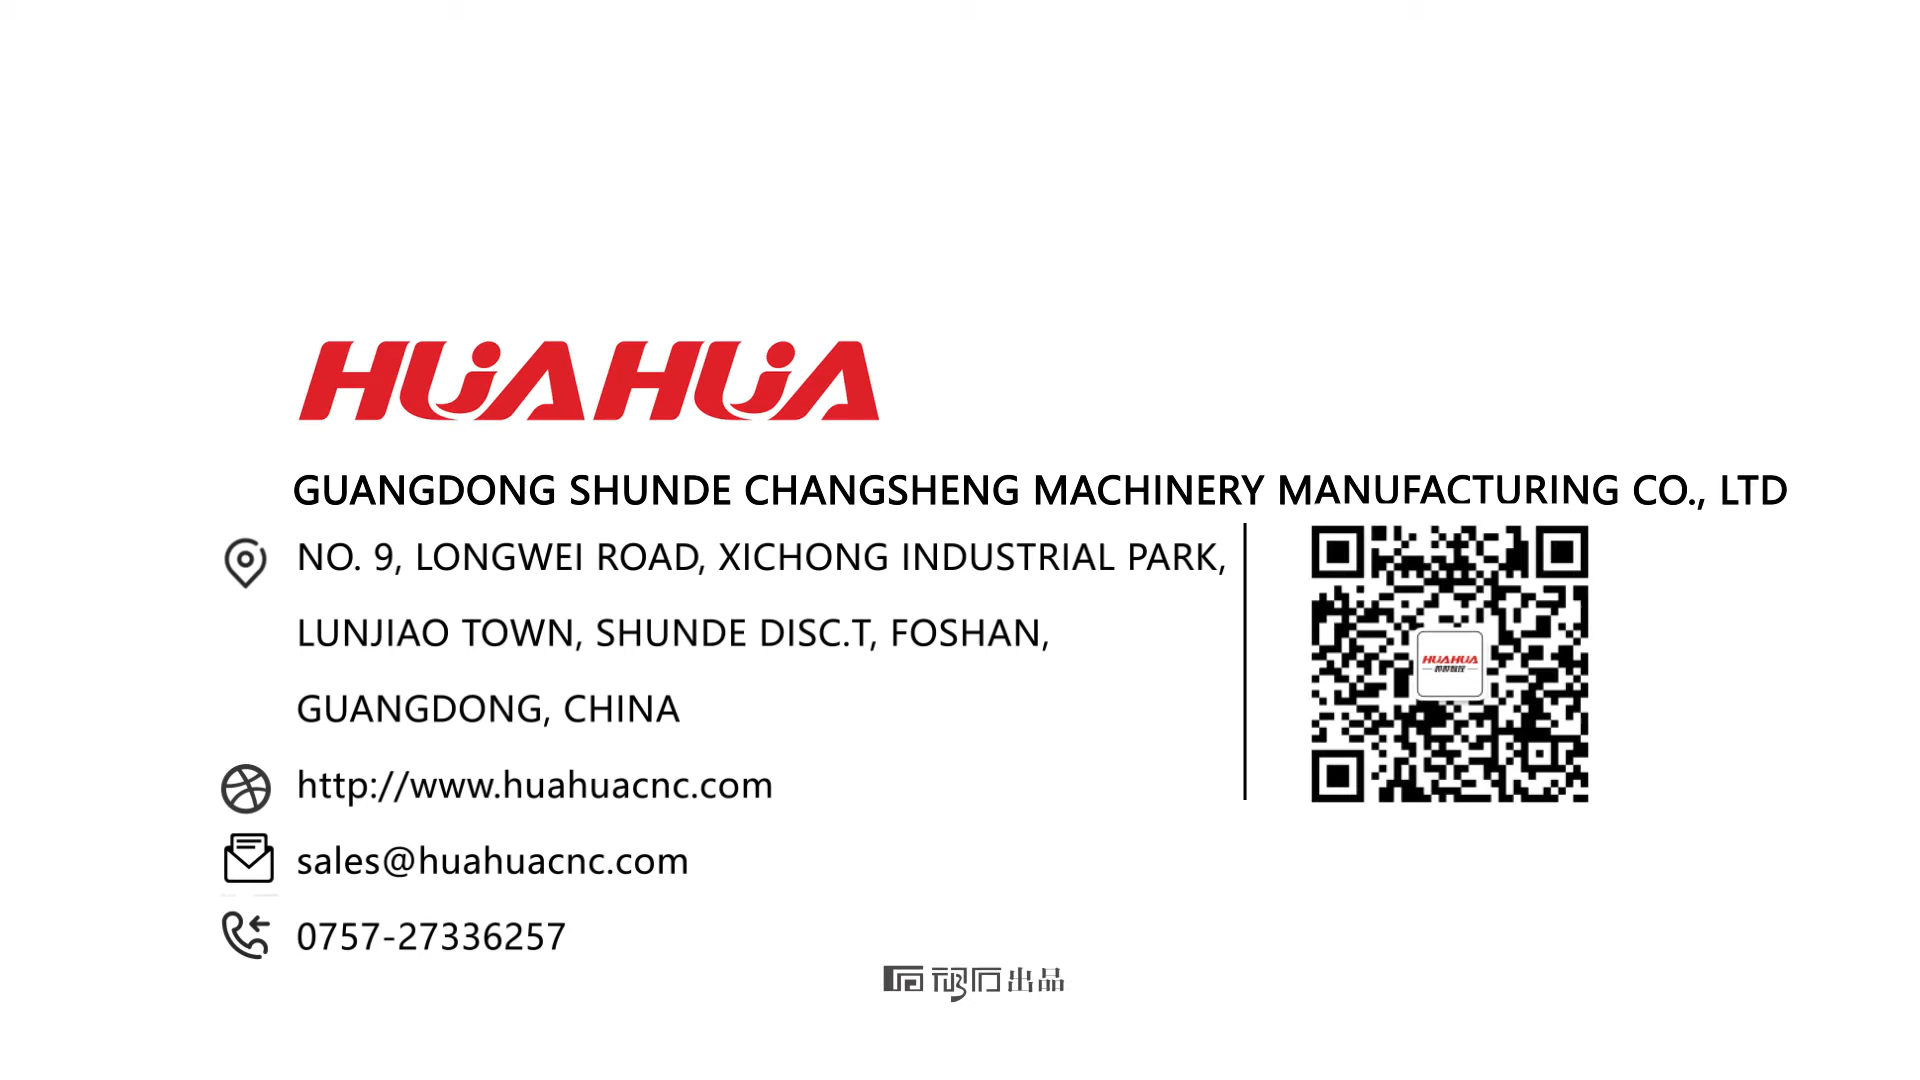 HUAHUA
GUANGDONG SHUNDE CHANGSHENG MACHINERY MANUFACTURING CO., LTD
NO. 9, LONGWEI ROAD, XICHONG INDUSTRIAL PARK,
LUNJIAO TOWN, SHUNDE DISC.T, FOSHAN,
GUANGDONG, CHINA
HUAHUA
http://www.huahuacnc.com
sales@huahuacnc.com
0757-27336257
出品